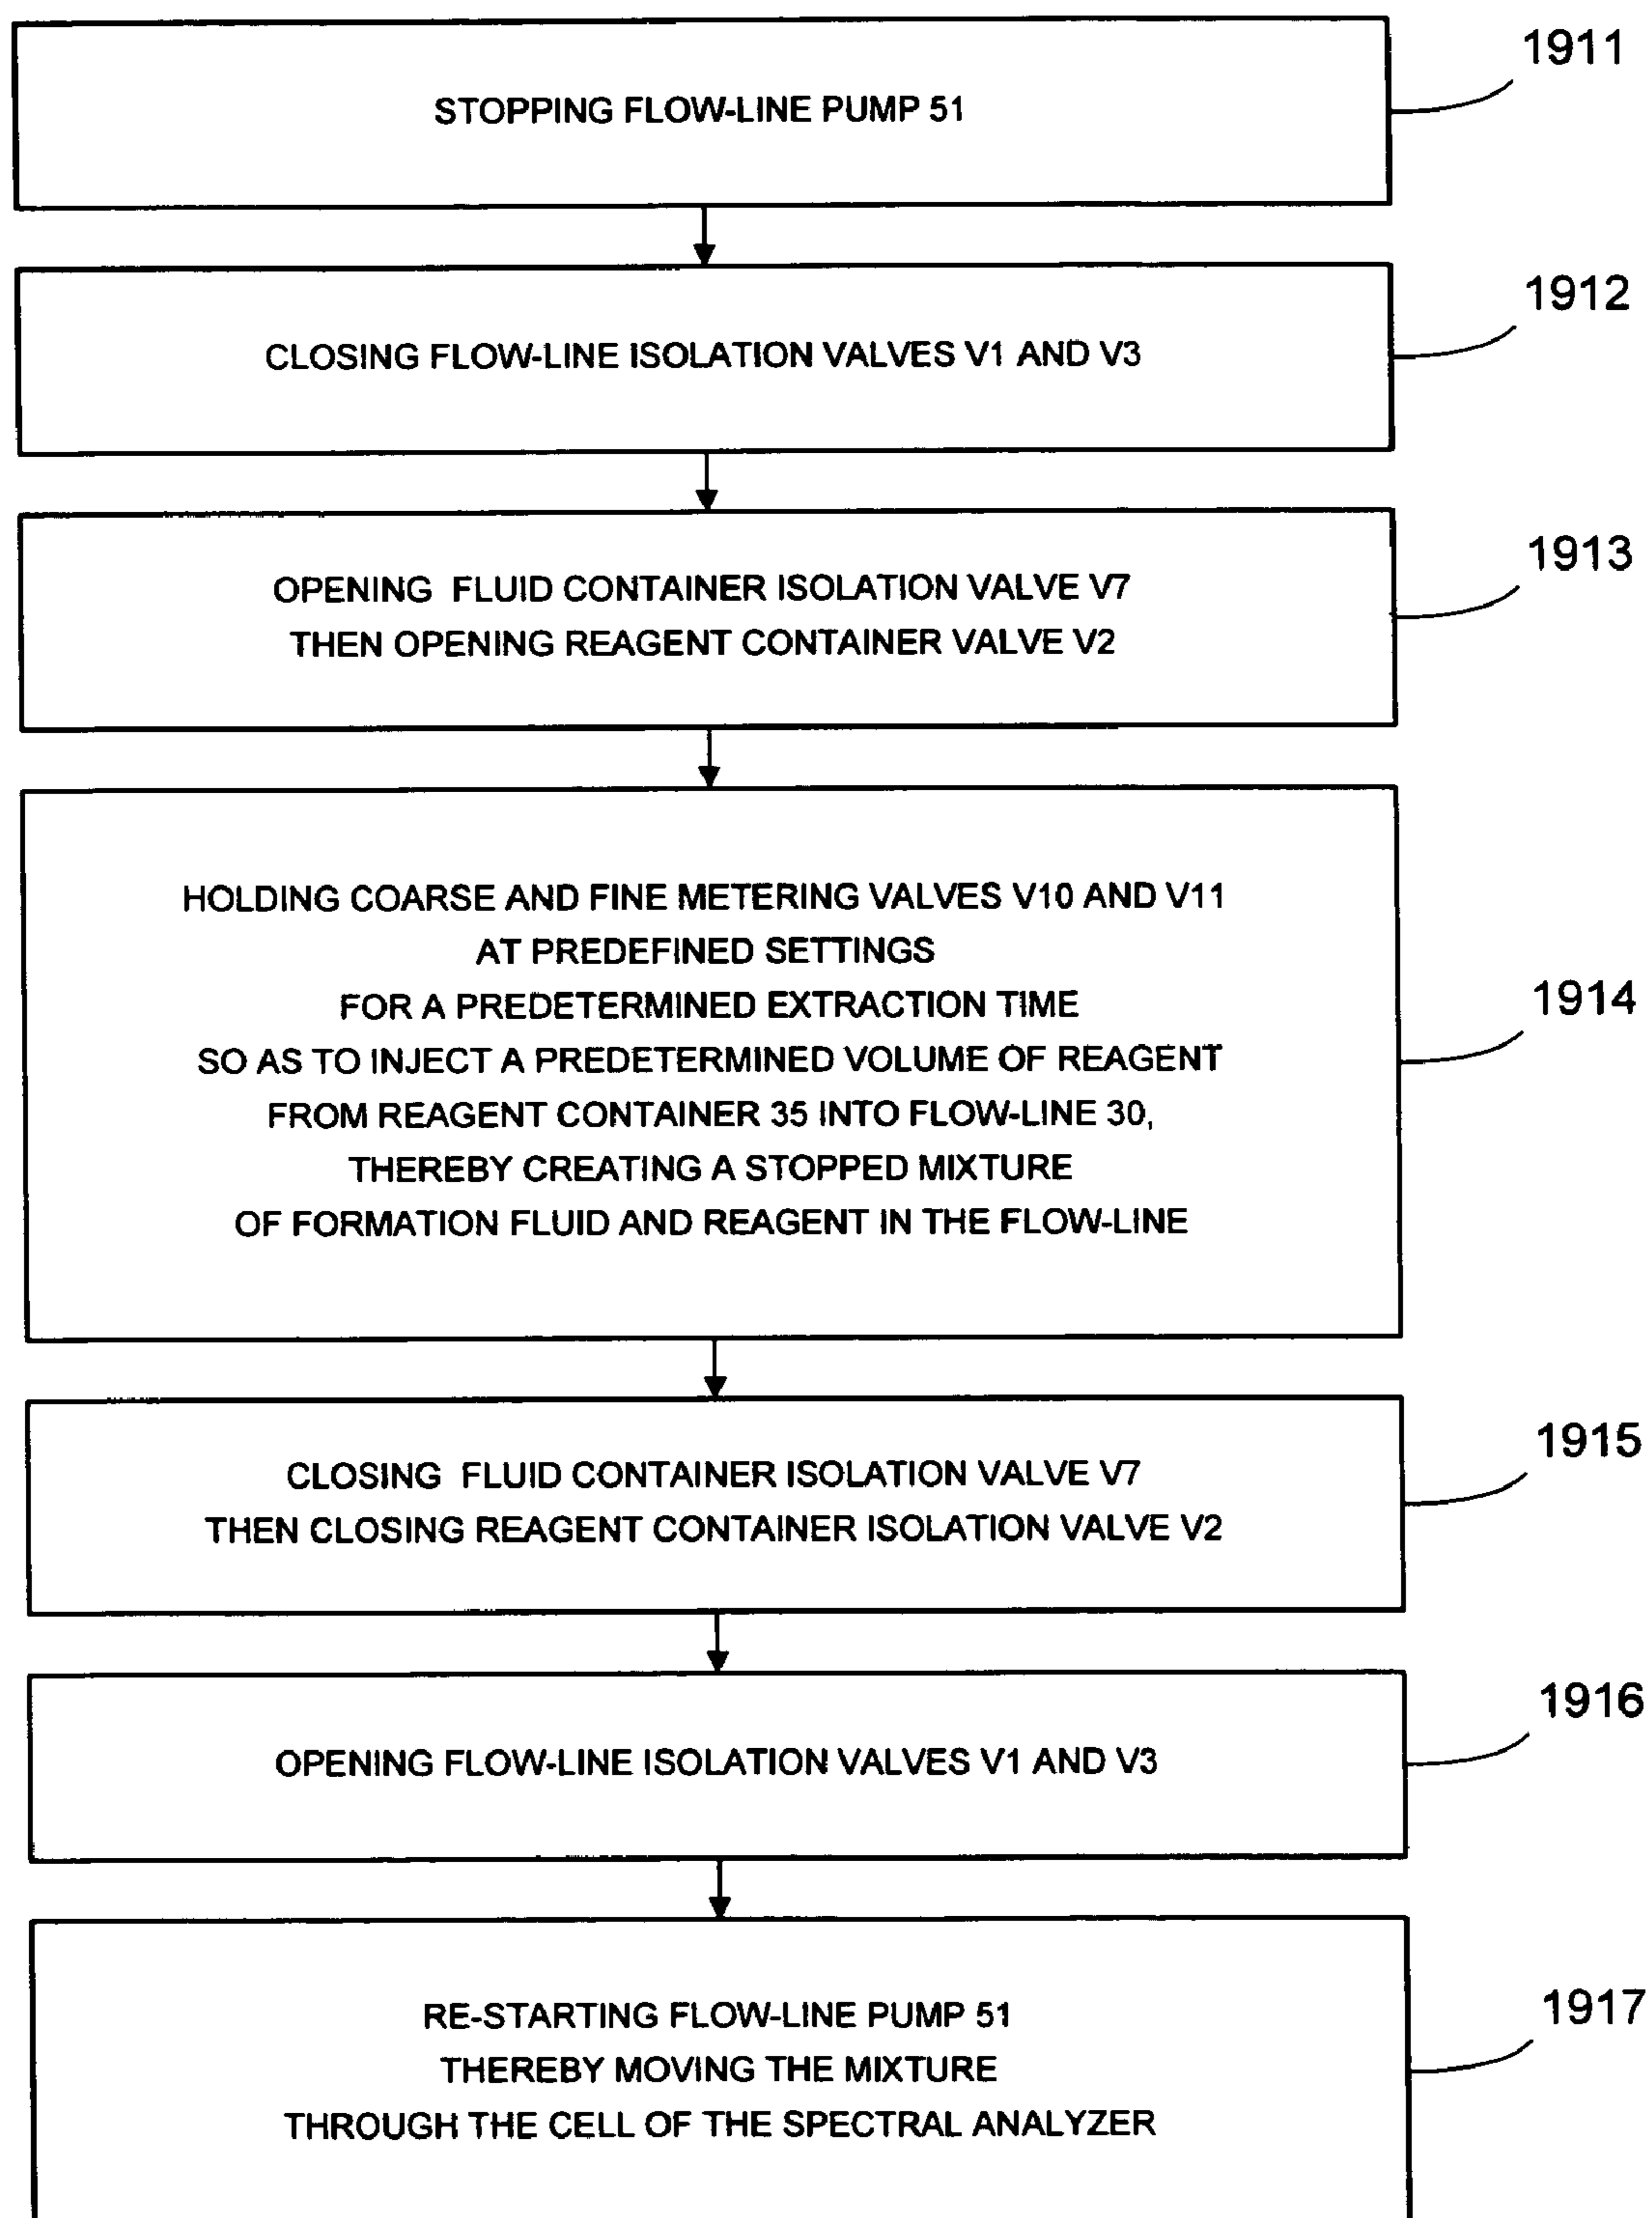 1911
STOPPING FLOW-LINE PUMP 51
1912
CLOSING FLOW-LINE ISOLATION VALVES V1 AND V3
1913
OPENING FLUID CONTAINER ISOLATION VALVE V7
THEN OPENING REAGENT CONTAINER VALVE V2
HOLDING COARSE AND FINE METERING VALVES V10 AND V11
AT PREDEFINED SETTINGS
FOR A PREDETERMINED EXTRACTION TIME
1914
SO AS TO INJECT A PREDETERMINED VOLUME OF REAGENT
FROM REAGENT CONTAINER 35 INTO FLOW-LINE 30,
THEREBY CREATING A STOPPED MIXTURE
OF FORMATION FLUID AND REAGENT IN THE FLOW-LINE
1915
CLOSING FLUID CONTAINER ISOLATION VALVE V7
THEN CLOSING REAGENT CONTAINER ISOLATION VALVE V2
1916
OPENING FLOW-LINE ISOLATION VALVES V1 AND V3
1917
RE-STARTING FLOW-LINE PUMP 51
THEREBY MOVING THE MIXTURE
THROUGH THE CELL OF THE SPECTRAL ANALYZER